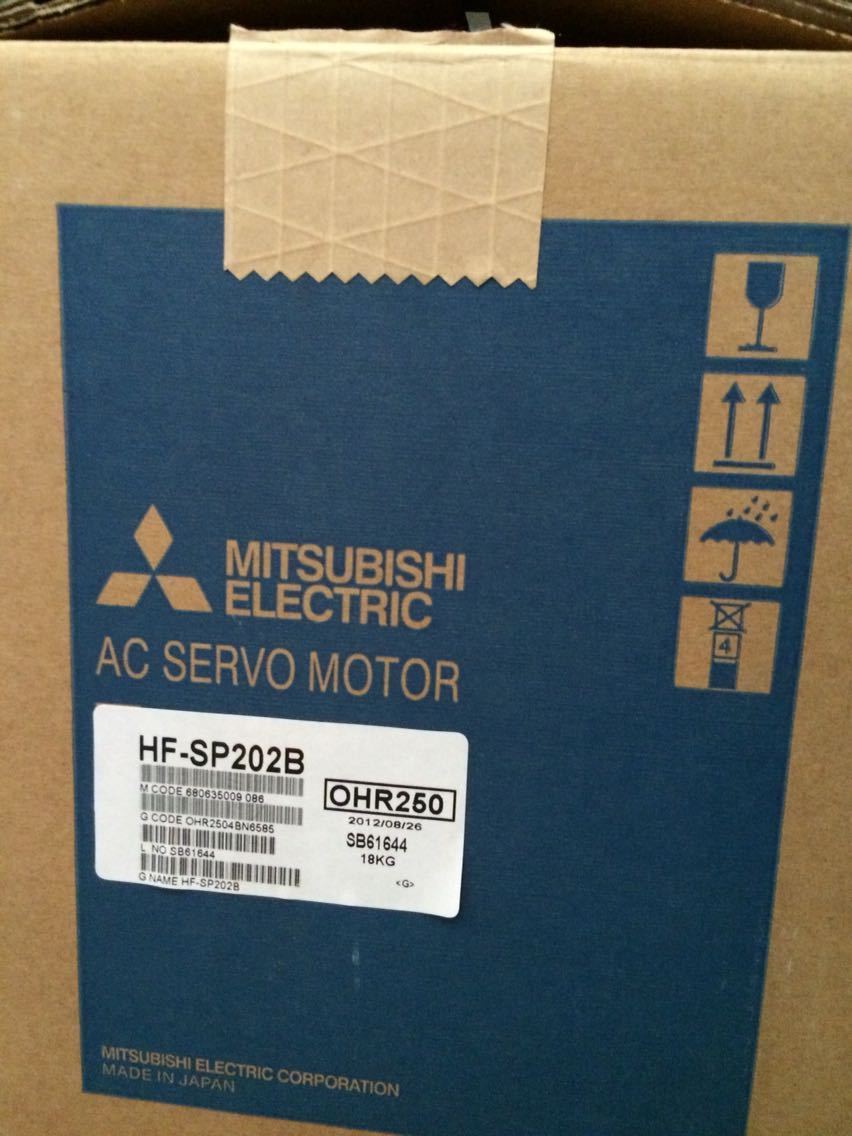 MITSUBISHI
ELECTRIC
AC SERVO MOTOR
HF-SP202B
M CODE 680635009 086
G CODE OHR2504BN6585
L NO SB61644
G NAME HF-SP202B
OHR250
2012/08/26
SB61644
18KG
<G>
4
MITSUBISHI ELECTRIC CORPORATION
MADE IN JAPAN